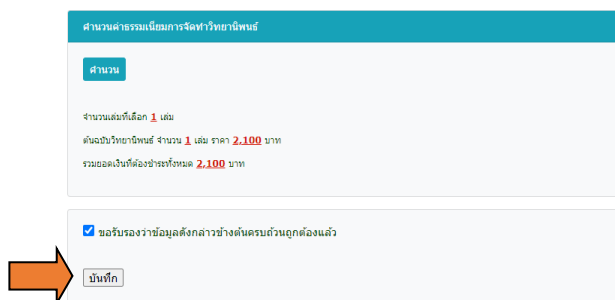 คำนวนค่าธรรมเนียมการจัดทำวิทยานิพนธ์
คำนวน
จำนวนเล่มที่เลือก 1 เล่ม
ต้นฉบับวิทยานิพนธ์ จำนวน 1 เล่ม ราคา 2,100 บาท
รวมยอดเงินที่ต้องชำระทั้งหมด 2,100 บาท
ขอรับรองว่าข้อมูลดังกล่าวข้างต้นครบถ้วนถูกต้องแล้ว
บันทึก